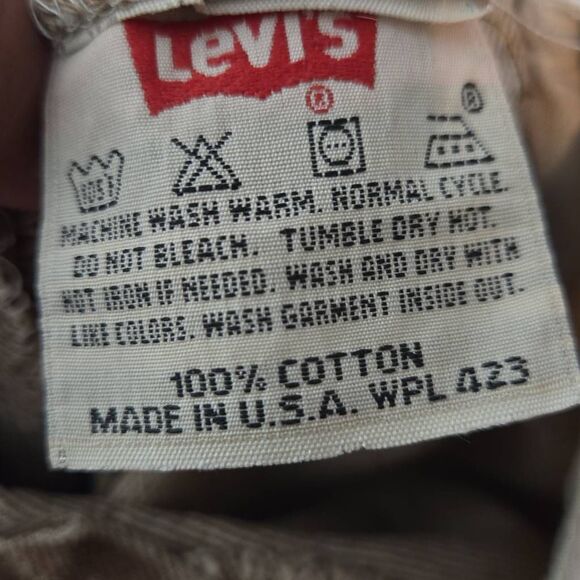 Levi's
®
MACHINE WASH WARM. NORMAL CYCLE.
DO NOT BLEACH. TUMBLE DRY HOT.
HOT IRON IF NEEDED. WASH AND DRY WITH
LIKE COLORS. WASH GARMENT INSIDE OUT.
100% COTTON
MADE IN U.S.A. WPL 423